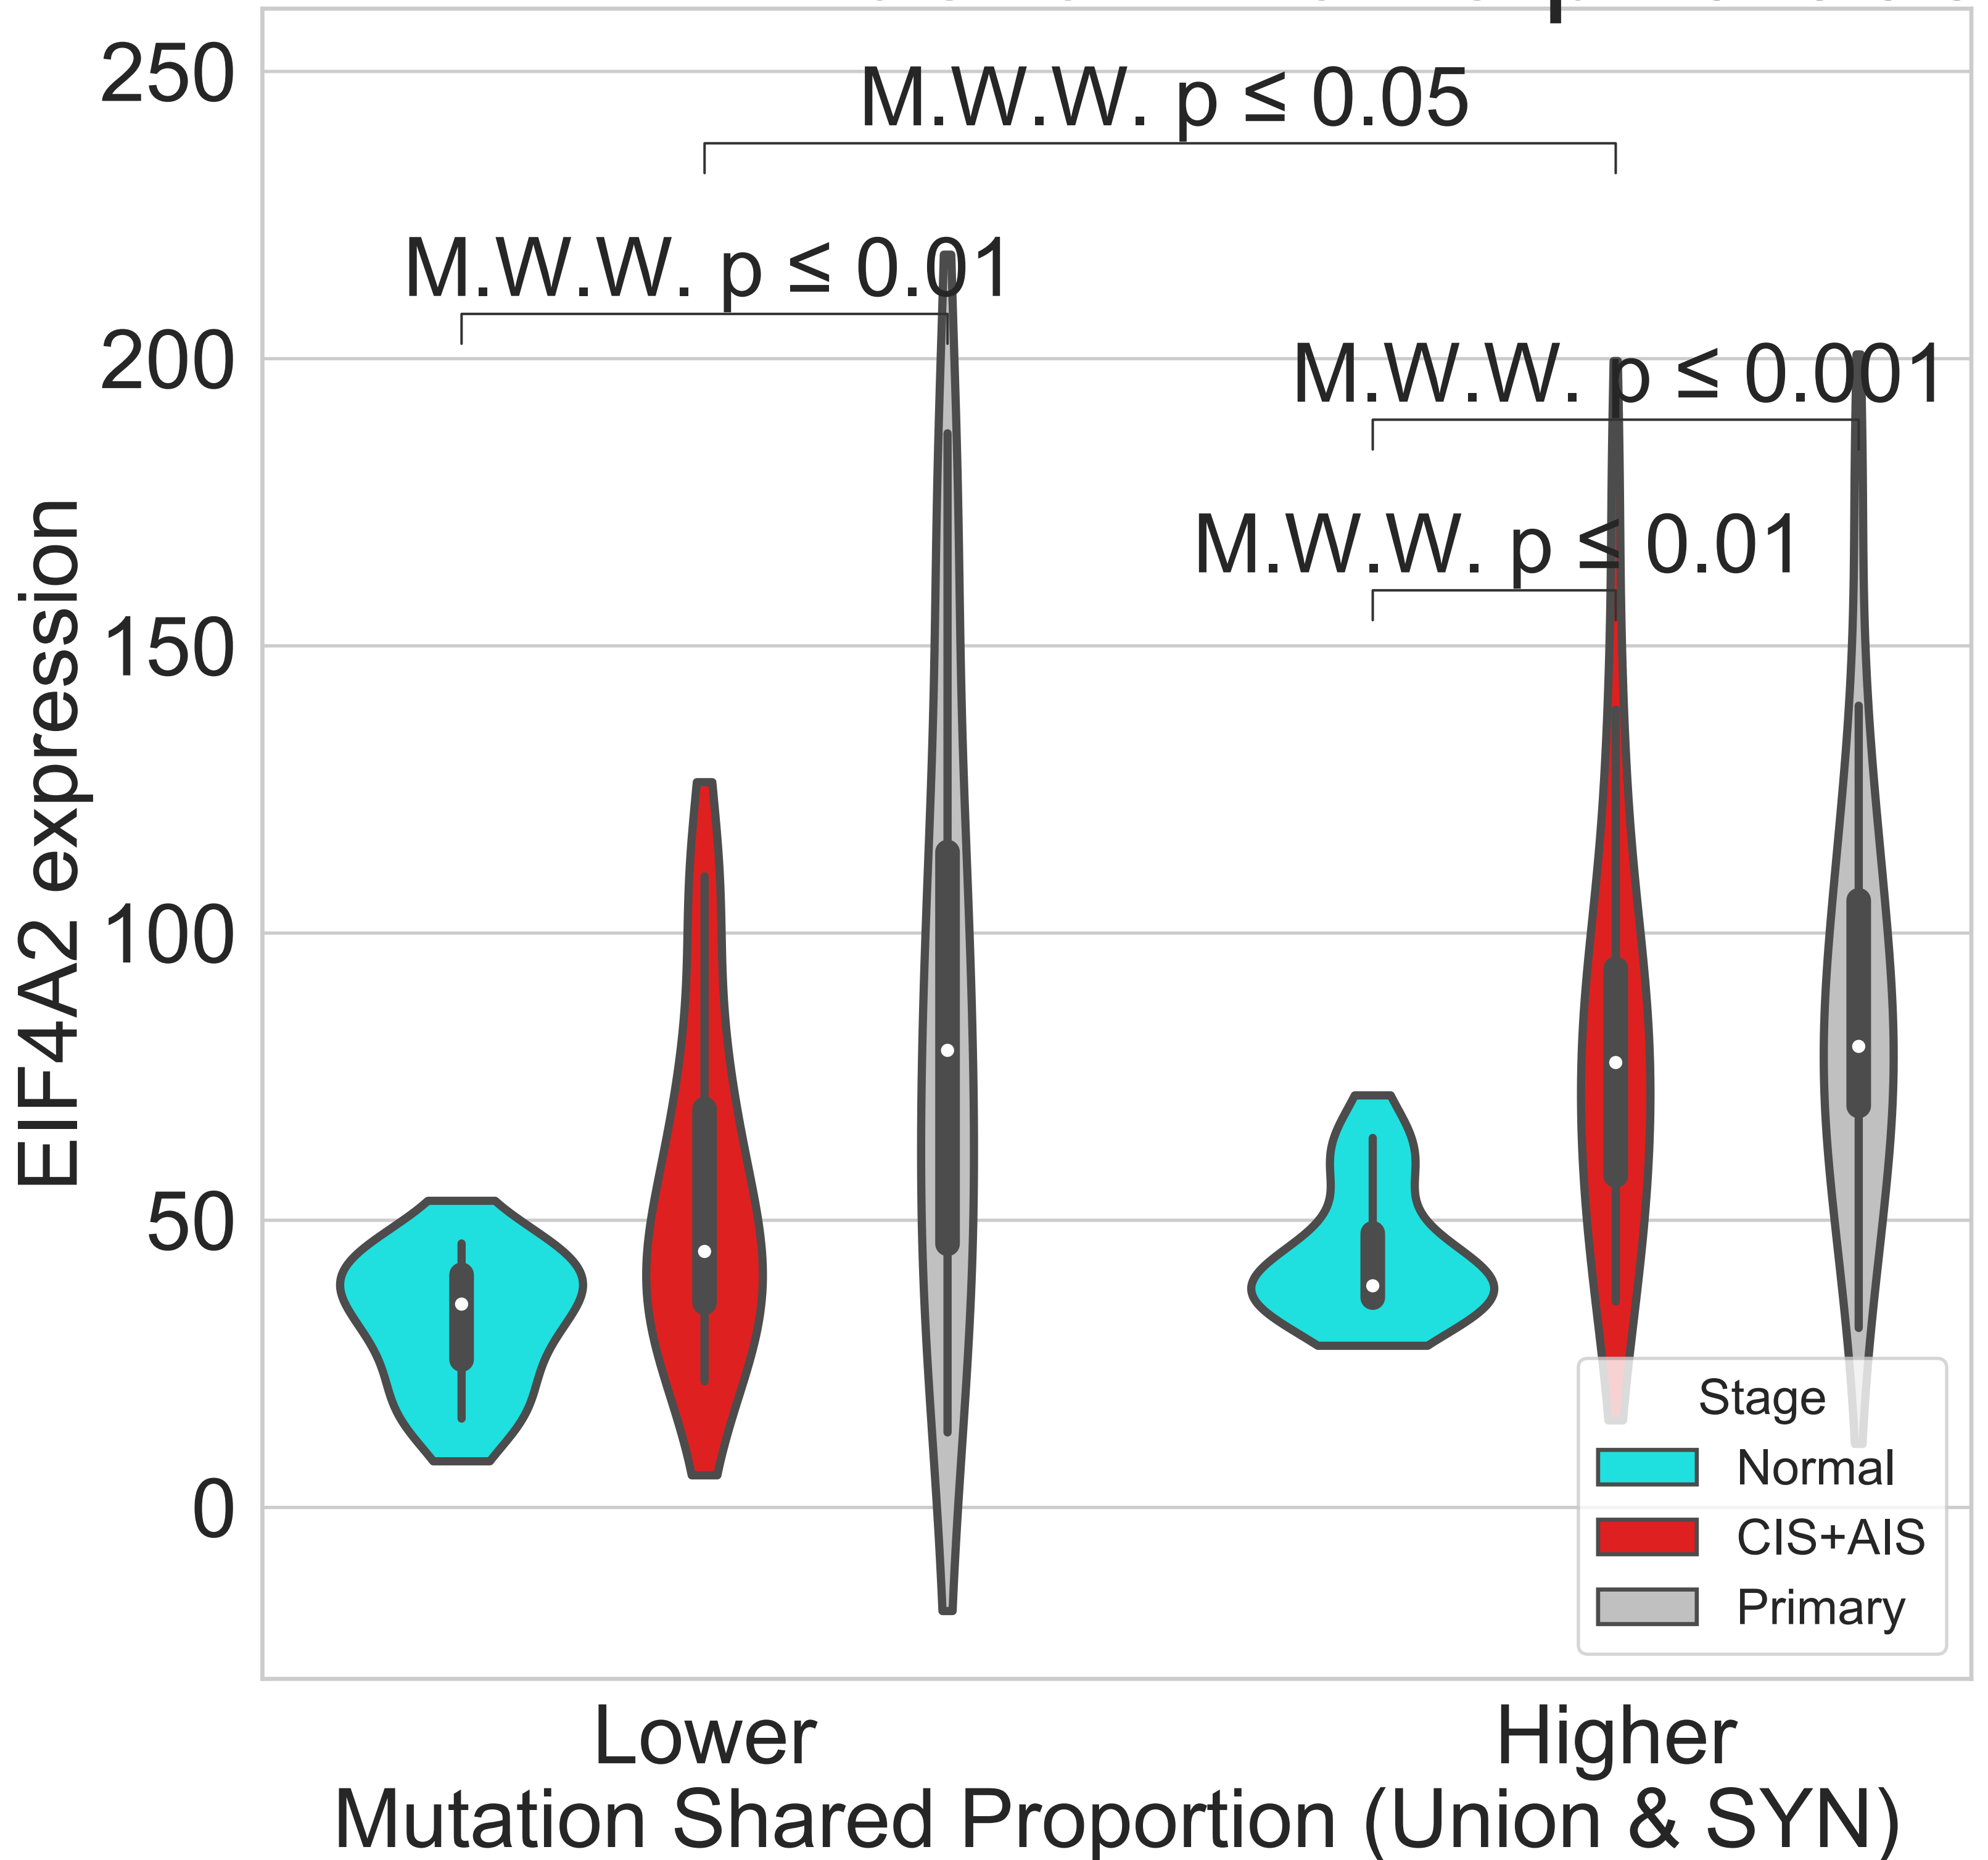 250
M.W.W. p ≤ 0.05
M.W.W. p ≤ 0.01
200
M.W.W. p ≤ 0.001
M.W.W. p ≤ 0.01
150
100
50
0
EIF4A2 expression
Stage
Normal
CIS+AIS
Primary
Lower
Higher
Mutation Shared Proportion (Union & SYN)